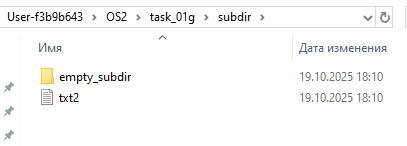 User-f3b9b643 > OS2 > task_01g > subdir >
Имя Дата изменения
empty_subdir 19.10.2025 18:10
txt2 19.10.2025 18:10